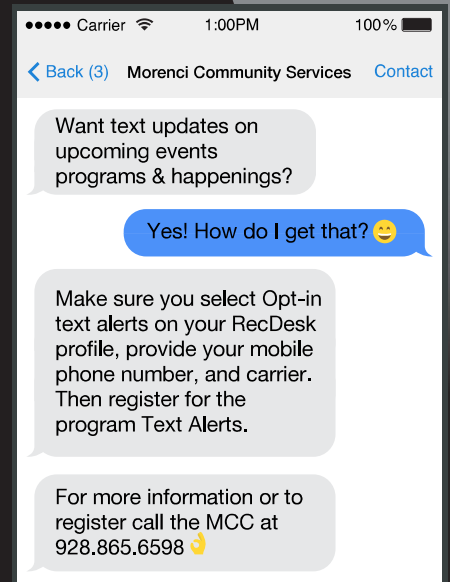 Carrier 1:00PM 100%
Back (3) Morenci Community Services Contact
Want text updates on
upcoming events
programs & happenings?
Yes! How do I get that? 😄
Make sure you select Opt-in
text alerts on your RecDesk
profile, provide your mobile
phone number, and carrier.
Then register for the
program Text Alerts.
For more information or to
register call the MCC at
928.865.6598 👌